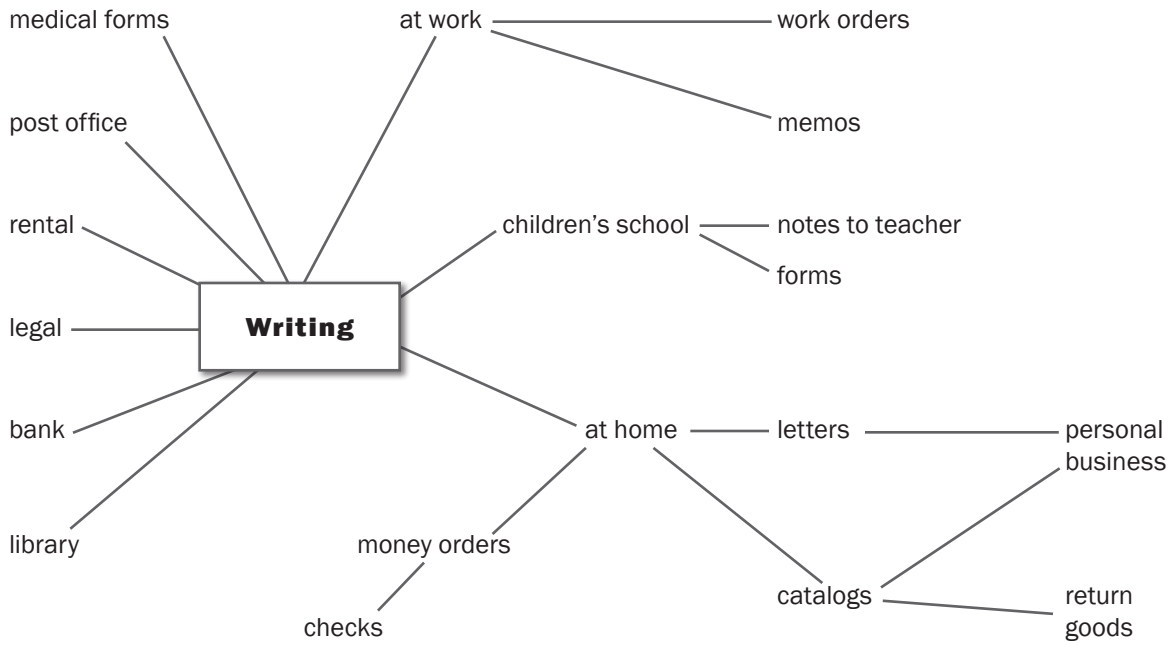 medical forms
at work
work orders
post office
memos
rental
children’s school
notes to teacher
forms
legal
Writing
bank
at home
letters
personal
business
library
money orders
catalogs
return
goods
checks